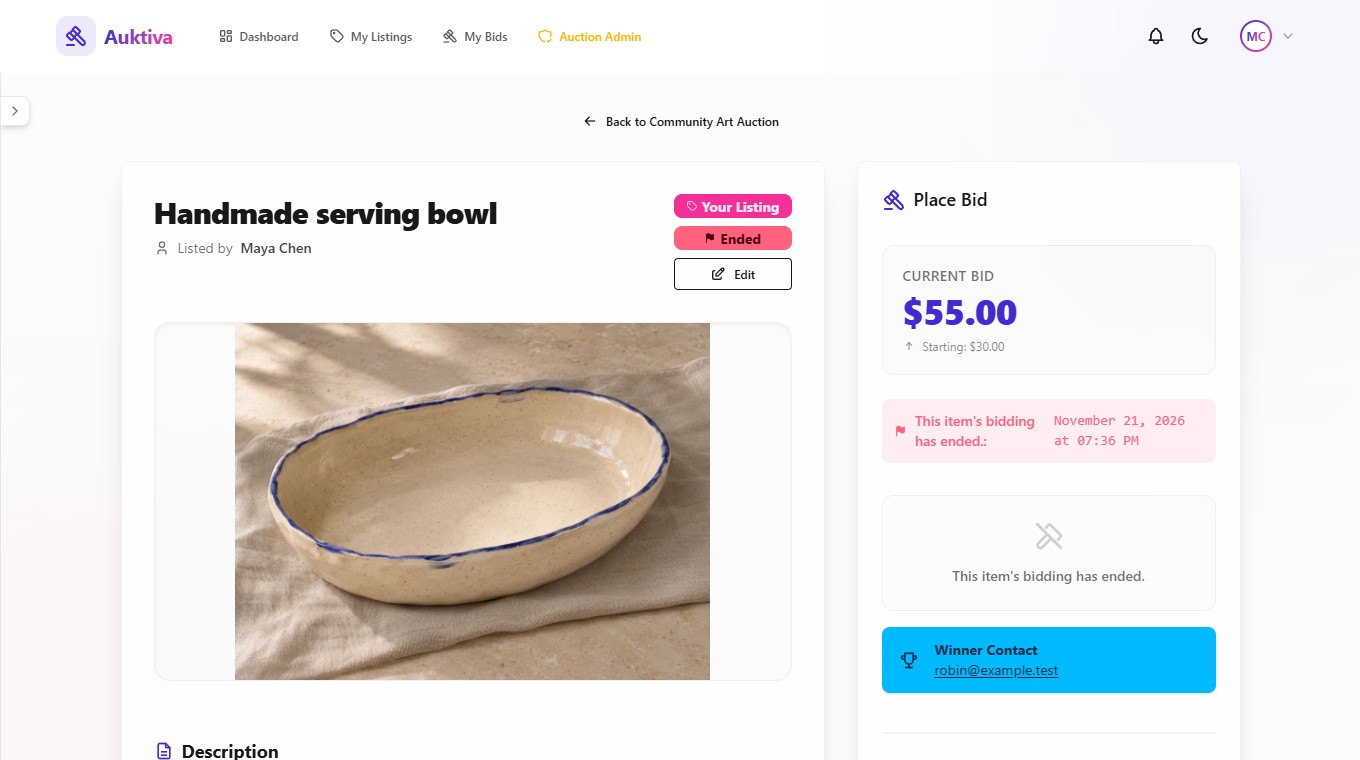 Auktiva
Dashboard
My Listings
My Bids
Auction Admin
MC
Back to Community Art Auction
Handmade serving bowl
Listed by Maya Chen
Your Listing
Ended
Edit
Description
Place Bid
CURRENT BID
$55.00
Starting: $30.00
This item's bidding
has ended.:
November 21, 2026
at 07:36 PM
This item's bidding has ended.
Winner Contact
robin@example.test